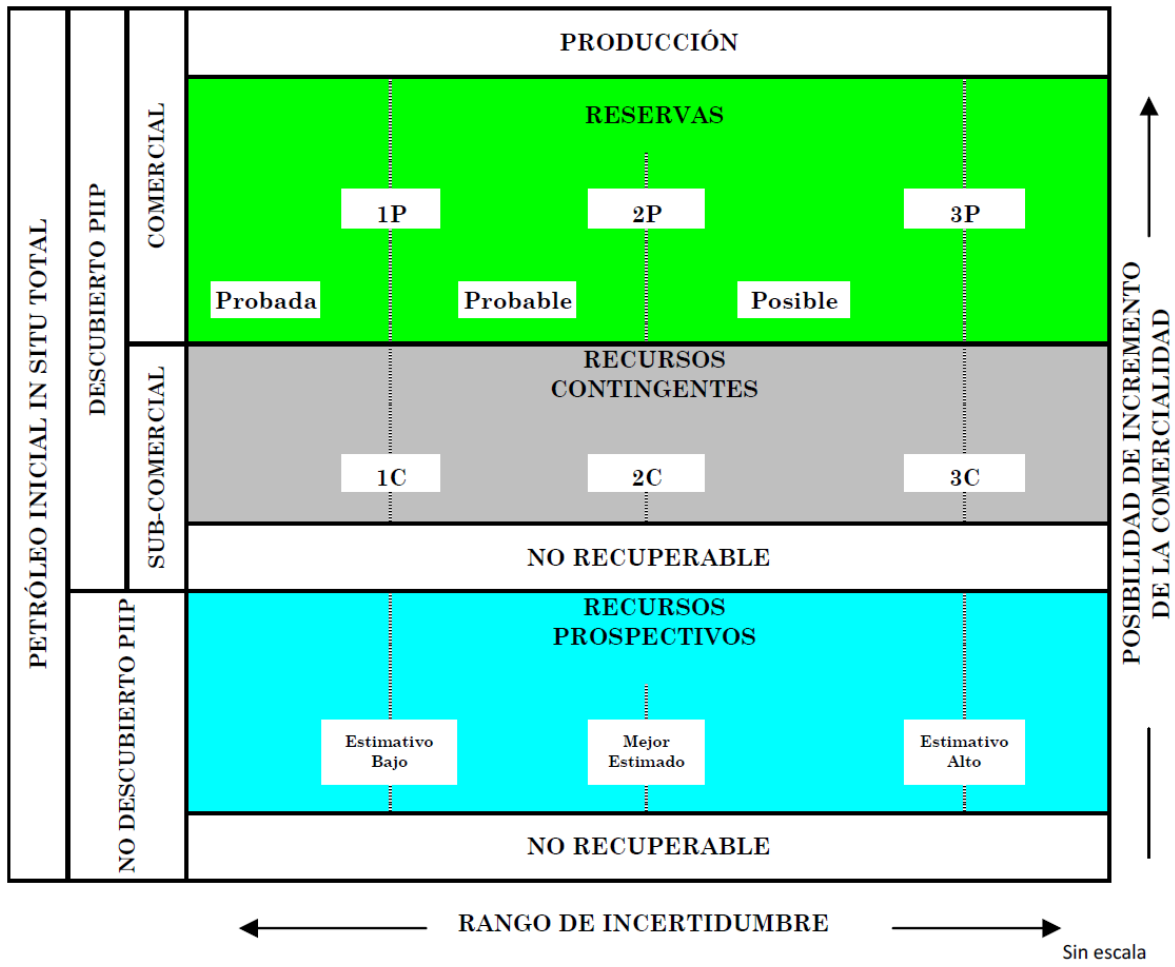 PETRÓLEO INICIAL IN SITU TOTAL
DESCUBIERTO PIIP
COMERCIAL
PRODUCCIÓN
RESERVAS
1P
2P
3P
Probada
Probable
Posible
SUB-COMERCIAL
RECURSOS
CONTINGENTES
1C
2C
3C
NO RECUPERABLE
NO DESCUBIERTO PIIP
RECURSOS
PROSPECTIVOS
Estimativo
Bajo
Mejor
Estimado
Estimativo
Alto
NO RECUPERABLE
POSIBILIDAD DE INCREMENTO
DE LA COMERCIALIDAD
RANGO DE INCERTIDUMBRE
Sin escala